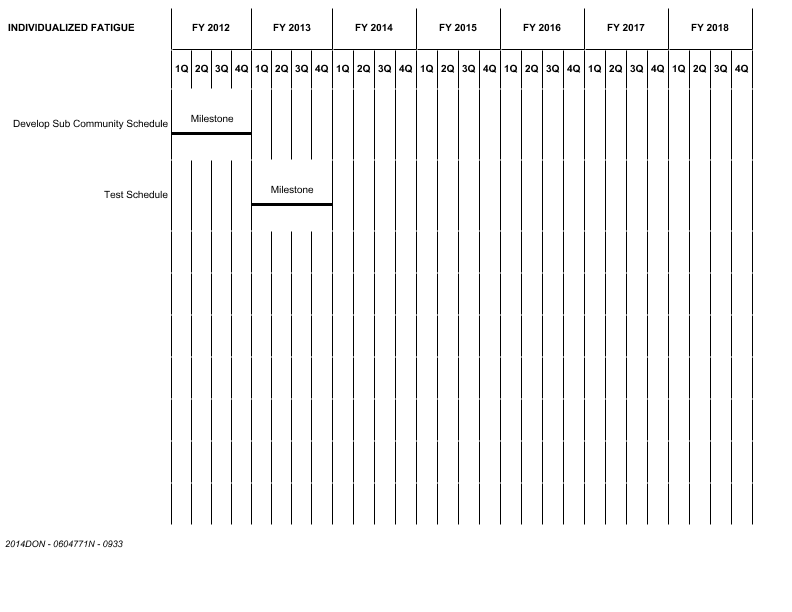 INDIVIDUALIZED FATIGUE FY 2012 FY 2013 FY 2014 FY 2015 FY 2016 FY 2017 FY 2018
1Q 2Q 3Q 4Q 1Q 2Q 3Q 4Q 1Q 2Q 3Q 4Q 1Q 2Q 3Q 4Q 1Q 2Q 3Q 4Q 1Q 2Q 3Q 4Q 1Q 2Q 3Q 4Q
Milestone
Develop Sub Community Schedule
Milestone
Test Schedule
2014DON - 0604771N - 0933